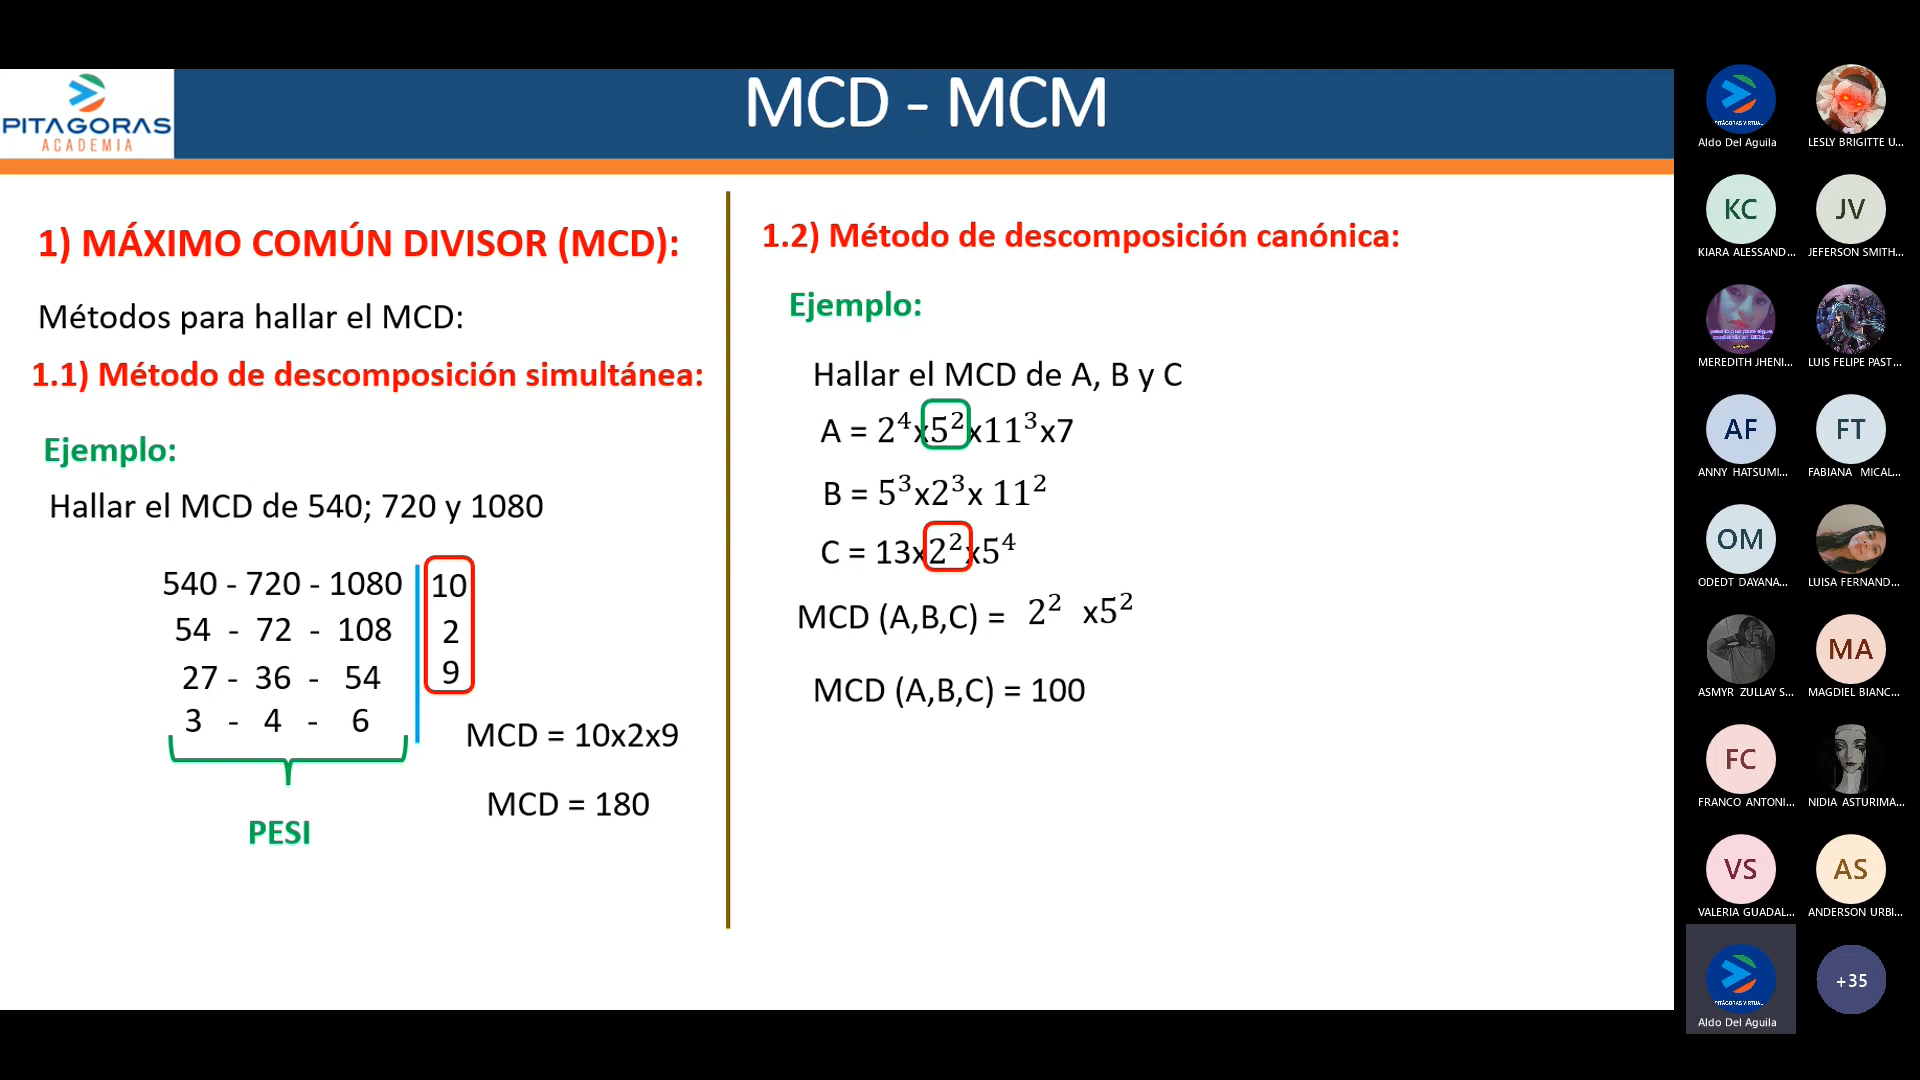 MCD - MCM
PITAGORAS
ACADEMIA
1) MÁXIMO COMÚN DIVISOR (MCD):
Métodos para hallar el MCD:
1.1) Método de descomposición simultánea:
Ejemplo:
Hallar el MCD de 540; 720 y 1080
540 - 720 - 1080 | 10
54 - 72 - 108 | 2
27 - 36 - 54 | 9
3 - 4 - 6
PESI
MCD = 10x2x9
MCD = 180
1.2) Método de descomposición canónica:
Ejemplo:
Hallar el MCD de A, B y C
A = 2⁴x5²x11³x7
B = 5³x2³x 11²
C = 13x2²x5⁴
MCD (A,B,C) = 2² x5²
MCD (A,B,C) = 100
Aldo Del Aguila
LESLY BRIGITTE U...
KC
JV
KIARA ALESSAND...
JEFERSON SMITH...
MEREDITH JHENI...
LUIS FELIPE PAST...
AF
FT
ANNY HATSUMI...
FABIANA MICAL...
OM
ODEDT DAYANA...
LUISA FERNAND...
MA
ASMYR ZULLAY S...
MAGDIEL BIANC...
FC
FRANCO ANTONI...
NIDIA ASTURIMA...
VS
AS
VALERIA GUADAL...
ANDERSON URBI...
+35
Aldo Del Aguila